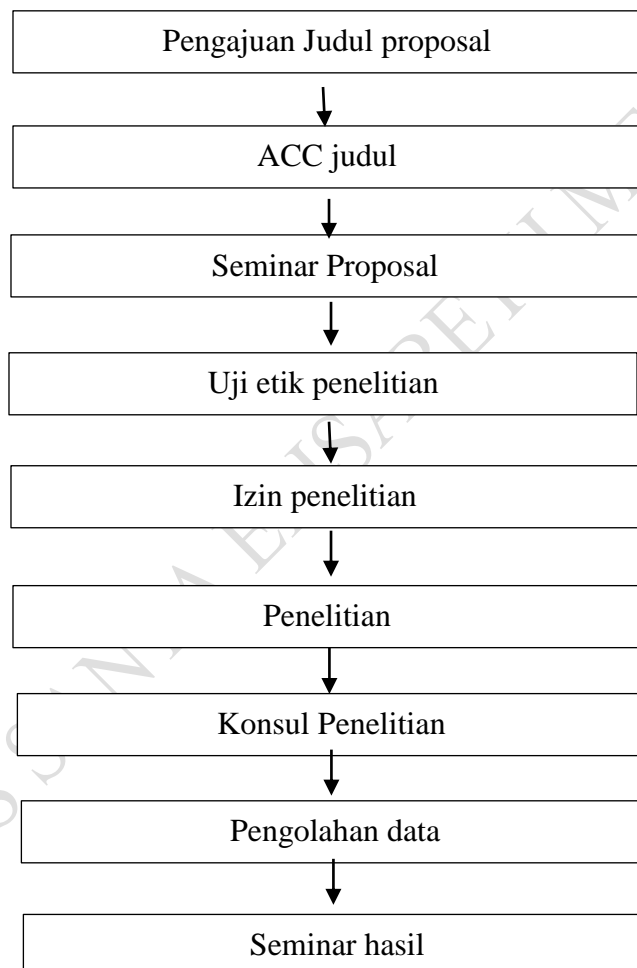 Pengajuan Judul proposal
ACC judul
Seminar Proposal
Uji etik penelitian
Izin penelitian
Penelitian
Konsul Penelitian
Pengolahan data
Seminar hasil